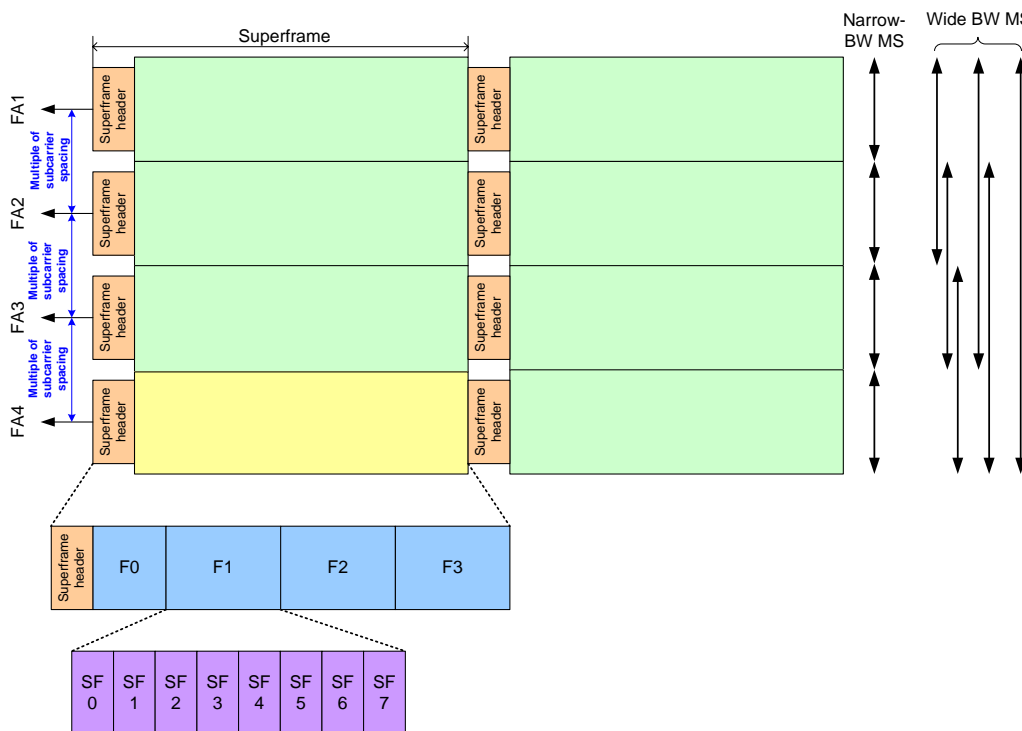 Superframe
Narrow-
BW MS
Wide BW MS
FA1
FA2
FA3
FA4
Multiple of
subcarrier
spacing
Multiple of
subcarrier
spacing
Multiple of
subcarrier
spacing
Superframe
header
Superframe
header
Superframe
header
Superframe
header
Superframe
header
Superframe
header
Superframe
header
Superframe
header
Superframe
header
F0
F1
F2
F3
SF
0
SF
1
SF
2
SF
3
SF
4
SF
5
SF
6
SF
7